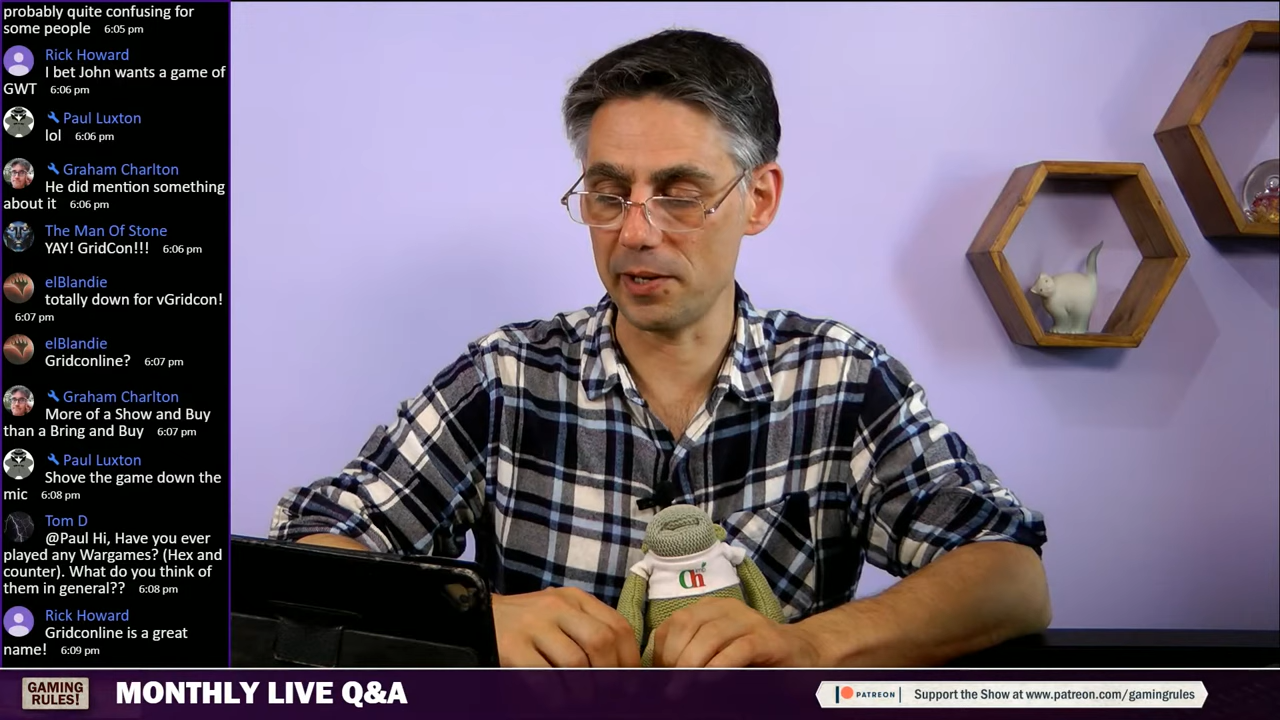 probably quite confusing for
some people 6:05 pm
Rick Howard
I bet John wants a game of
GWT 6:06 pm
Paul Luxton
lol 6:06 pm
Graham Charlton
He did mention something
about it 6:06 pm
The Man Of Stone
YAY! GridCon!!! 6:06 pm
elBlandie
totally down for vGridcon!
6:07 pm
elBlandie
Gridconline? 6:07 pm
Graham Charlton
More of a Show and Buy
than a Bring and Buy 6:07 pm
Paul Luxton
Shove the game down the
mic 6:08 pm
Tom D
@Paul Hi, Have you ever
played any Wargames? (Hex and
counter). What do you think of
them in general?? 6:08 pm
Rick Howard
Gridconline is a great
name! 6:09 pm
GAMING
RULES!
MONTHLY LIVE Q&A
PATREON
Support the Show at www.patreon.com/gamingrules